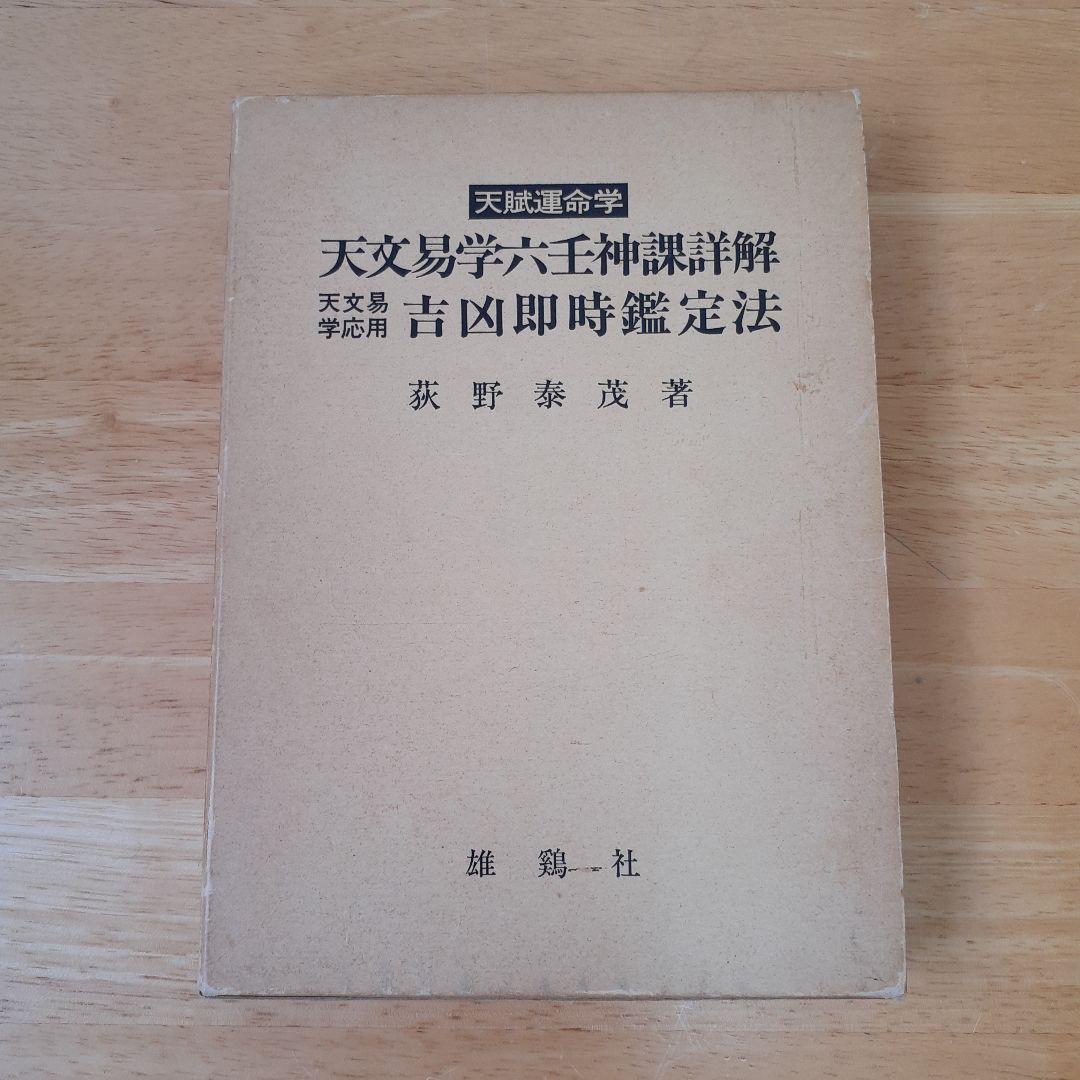 天賦運命学
天文易学六壬神課詳解
天文易
学応用
吉凶即時鑑定法
荻野泰茂著
雄鶏社